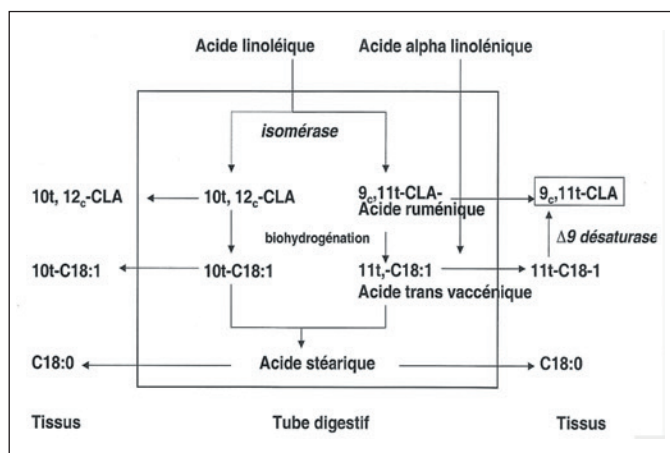 Acide linoléique Acide alpha linolénique
isomérase
10t, 12c-CLA 10t, 12c-CLA 9c,11t-CLA- 9c,11t-CLA
Acide ruménique
biohydrogénation Δ9 désaturase
10t-C18:1 10t-C18:1 11t,-C18:1 11t-C18-1
Acide trans vaccénique
C18:0 Acide stéarique C18:0
Tissus Tube digestif Tissus